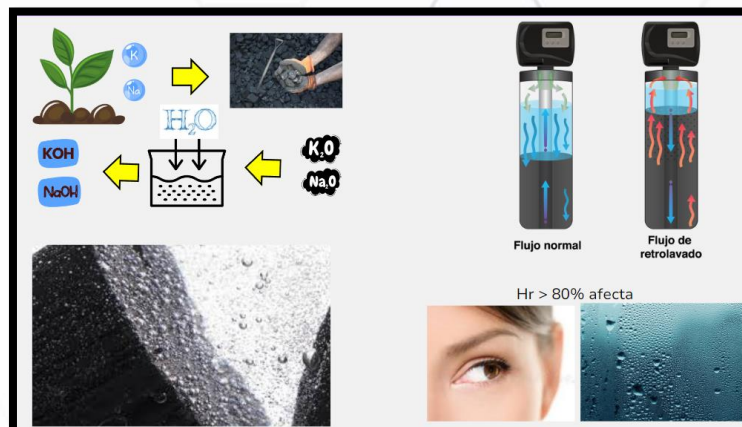 K
Na
H₂O
KOH
NaOH
K₂O
Na₂O
Flujo normal
Flujo de
retrolavado
Hr > 80% afecta